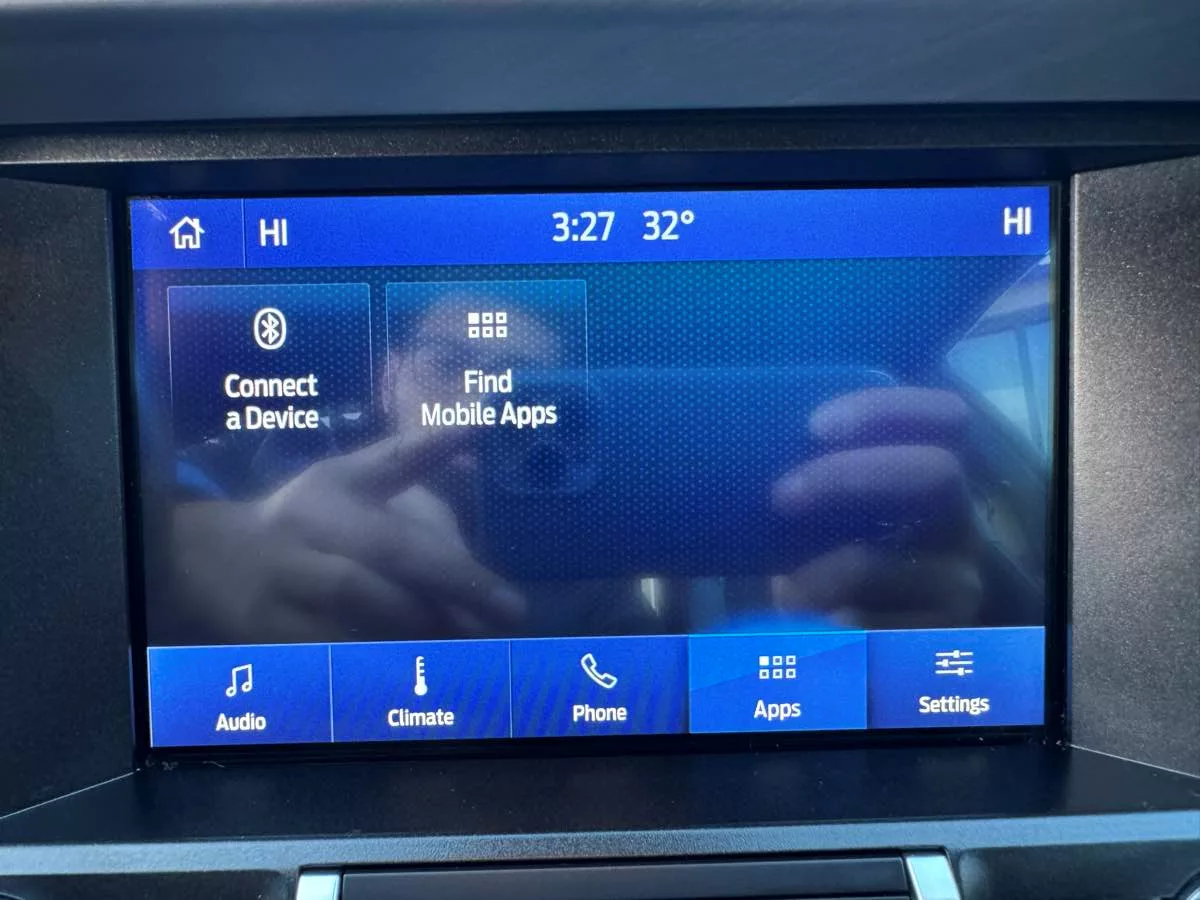 HI 3:27 32° HI
Connect
a Device
Find
Mobile Apps
Audio Climate Phone Apps Settings